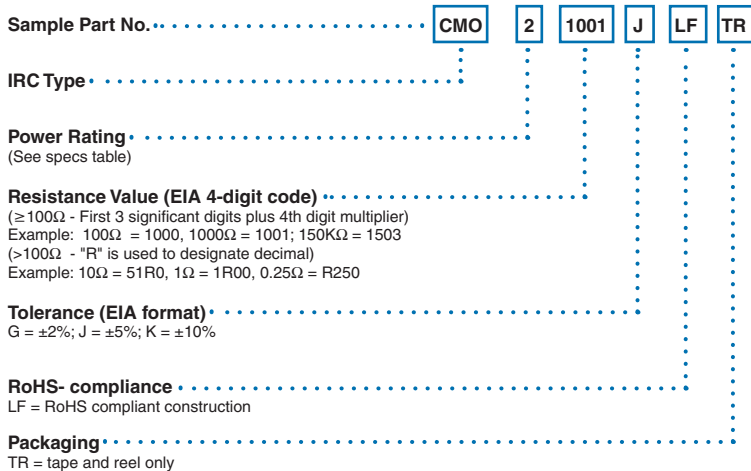 Sample Part No. CMO 2 1001 J LF TR
IRC Type
Power Rating
(See specs table)
Resistance Value (EIA 4-digit code)
(≥100Ω - First 3 significant digits plus 4th digit multiplier)
Example: 100Ω = 1000, 1000Ω = 1001; 150KΩ = 1503
(>100Ω - "R" is used to designate decimal)
Example: 10Ω = 51R0, 1Ω = 1R00, 0.25Ω = R250
Tolerance (EIA format)
G = ±2%; J = ±5%; K = ±10%
RoHS- compliance
LF = RoHS compliant construction
Packaging
TR = tape and reel only